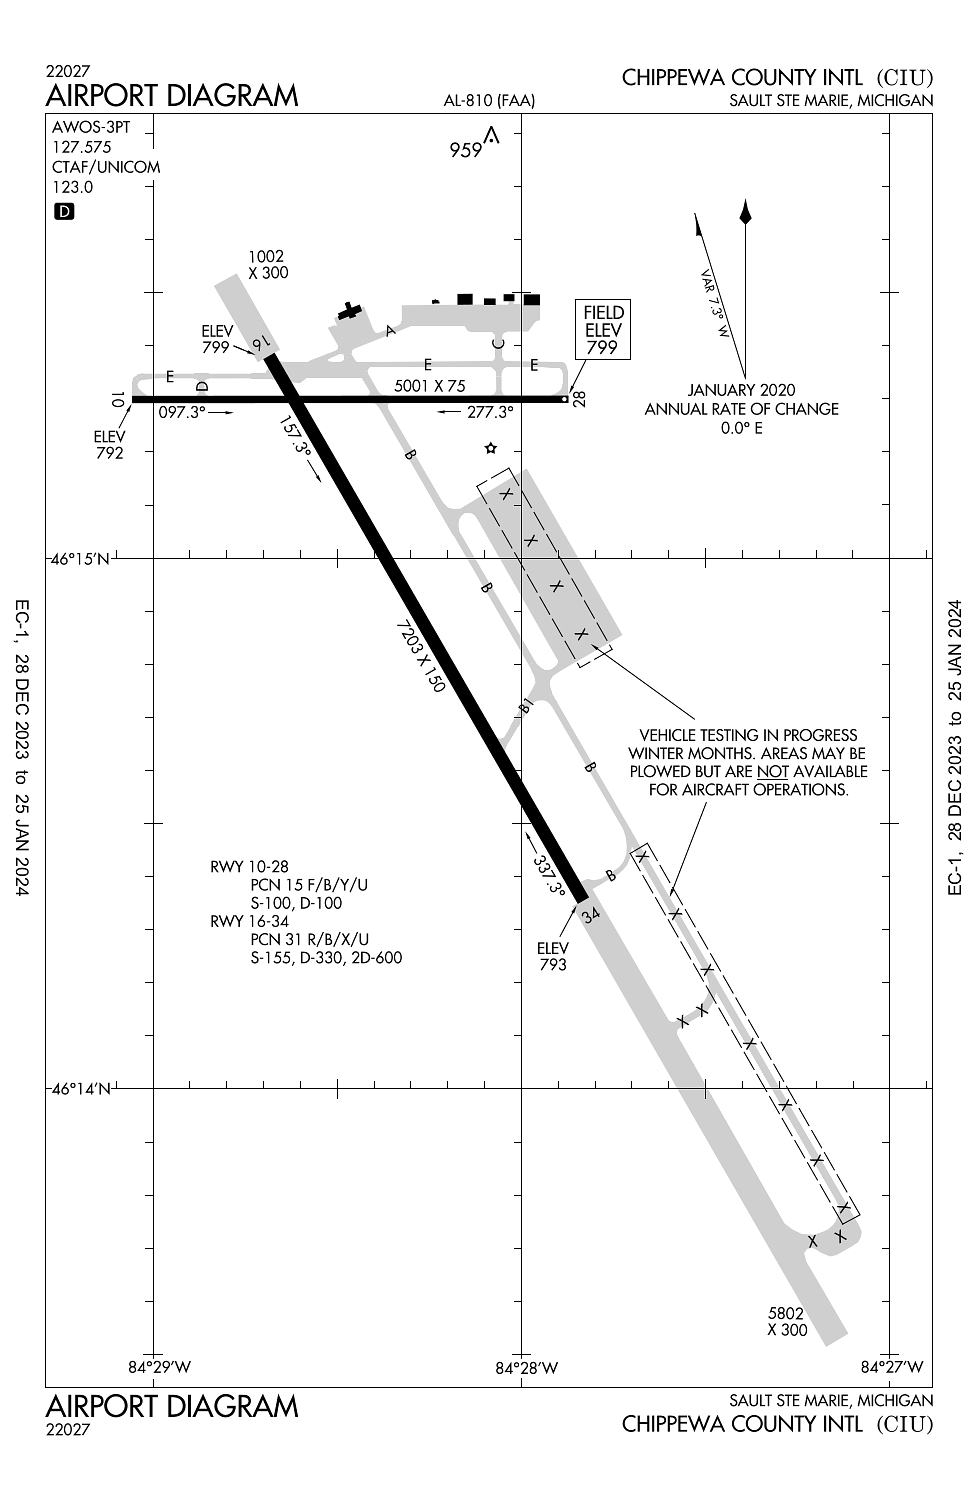 22027
AIRPORT DIAGRAM
AL-810 (FAA)
CHIPPEWA COUNTY INTL (CIU)
SAULT STE MARIE, MICHIGAN
AWOS-3PT
127.575
CTAF/UNICOM
123.0
D
959
VAR 7.3° W
JANUARY 2020
ANNUAL RATE OF CHANGE
0.0° E
1002
X 300
ELEV
799
16
FIELD
ELEV
799
A
C
E
E
E
D
5001 X 75
10
28
097.3°
277.3°
ELEV
792
157.3°
B
46°15'N
B
7203 X 150
B1
VEHICLE TESTING IN PROGRESS
WINTER MONTHS. AREAS MAY BE
PLOWED BUT ARE NOT AVAILABLE
FOR AIRCRAFT OPERATIONS.
B
B
337.3°
34
ELEV
793
RWY 10-28
PCN 15 F/B/Y/U
S-100, D-100
RWY 16-34
PCN 31 R/B/X/U
S-155, D-330, 2D-600
46°14'N
5802
X 300
84°29'W
84°28'W
84°27'W
EC-1, 28 DEC 2023 to 25 JAN 2024
EC-1, 28 DEC 2023 to 25 JAN 2024
AIRPORT DIAGRAM
22027
SAULT STE MARIE, MICHIGAN
CHIPPEWA COUNTY INTL (CIU)